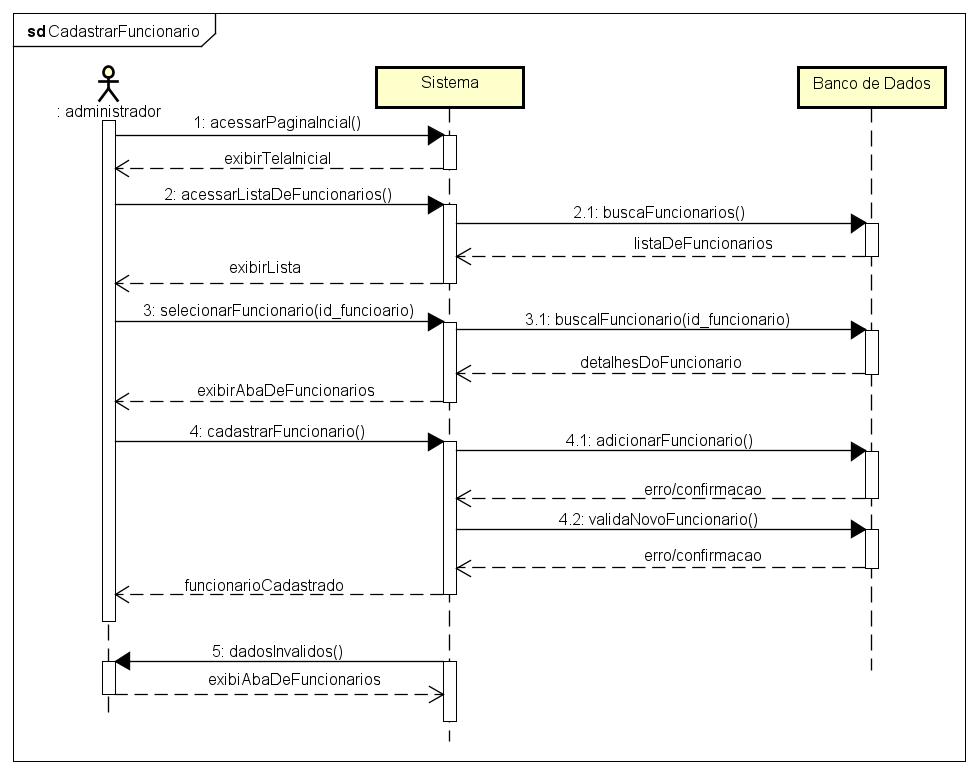 sd CadastrarFuncionario
Sistema
Banco de Dados
: administrador
1: acessarPaginaIncial()
exibirTelaInicial
2: acessarListaDeFuncionarios()
2.1: buscaFuncionarios()
listaDeFuncionarios
exibirLista
3: selecionarFuncionario(id_funcioario)
3.1: buscalFuncionario(id_funcionario)
detalhesDoFuncionario
exibirAbaDeFuncionarios
4: cadastrarFuncionario()
4.1: adicionarFuncionario()
erro/confirmacao
4.2: validaNovoFuncionario()
erro/confirmacao
funcionarioCadastrado
5: dadosInvalidos()
exibiAbaDeFuncionarios